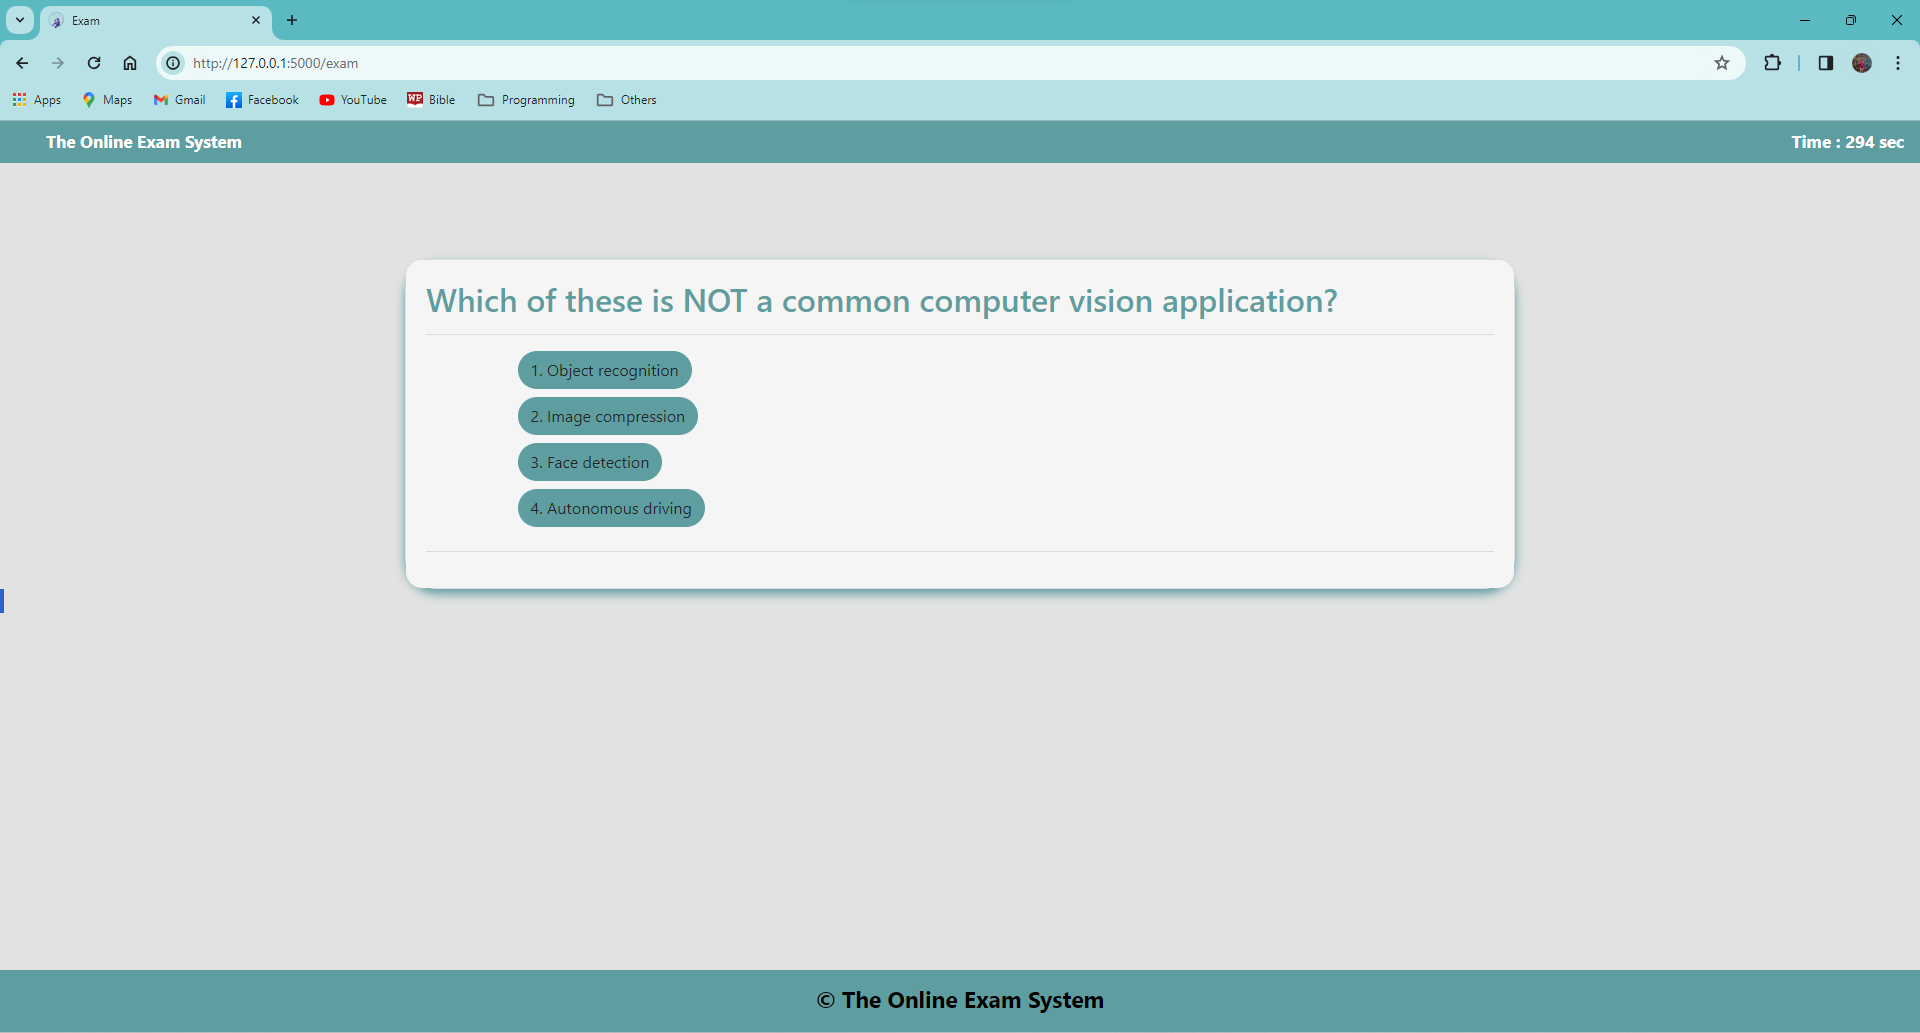 Exam
http://127.0.0.1:5000/exam
Apps Maps Gmail Facebook YouTube WP Bible Programming Others
The Online Exam System Time : 294 sec
Which of these is NOT a common computer vision application?
1. Object recognition
2. Image compression
3. Face detection
4. Autonomous driving
© The Online Exam System